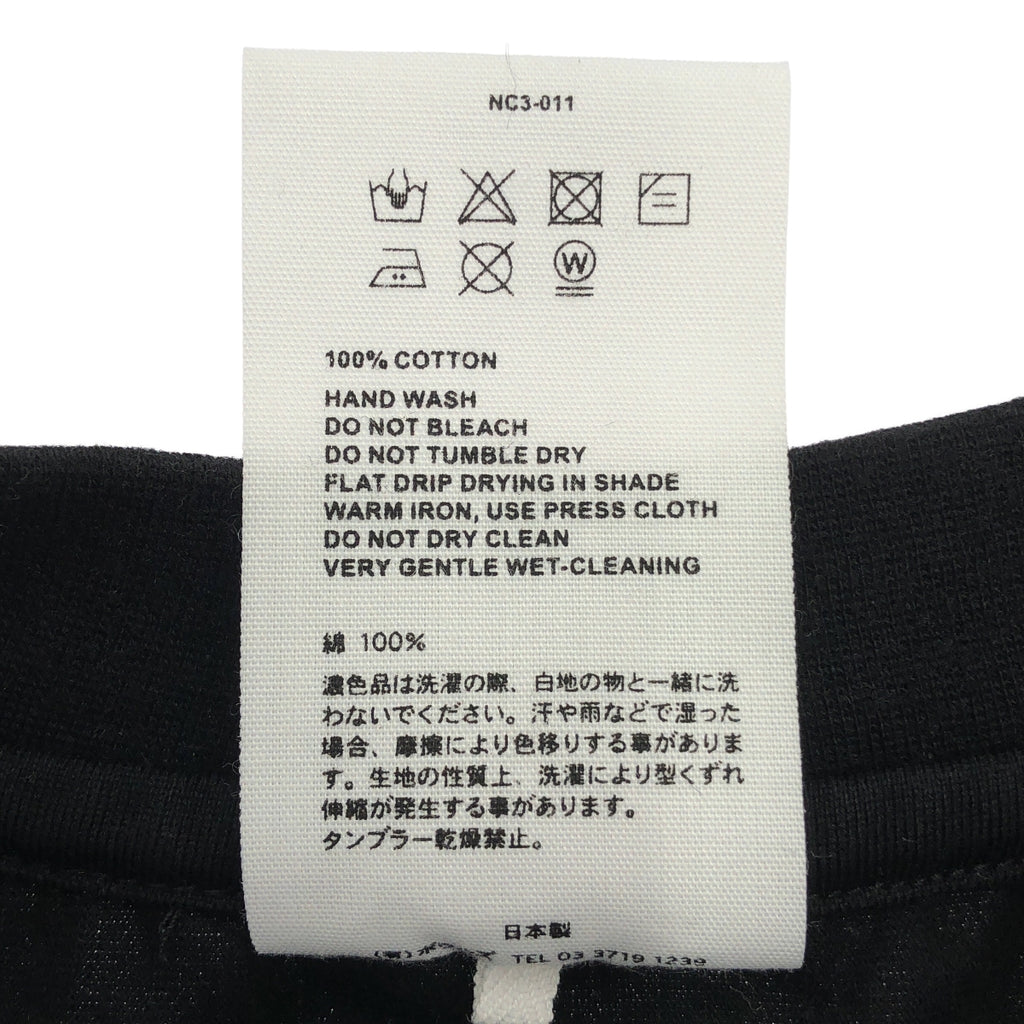 NC3-011
W
100% COTTON
HAND WASH
DO NOT BLEACH
DO NOT TUMBLE DRY
FLAT DRIP DRYING IN SHADE
WARM IRON, USE PRESS CLOTH
DO NOT DRY CLEAN
VERY GENTLE WET-CLEANING
綿 100%
濃色品は洗濯の際、白地の物と一緒に洗
わないでください。汗や雨などで湿った
場合、摩擦により色移りする事がありま
す。生地の性質上、洗濯により型くずれ
伸縮が発生する事があります。
タンブラー乾燥禁止。
日本製
TEL 03 3719 1239